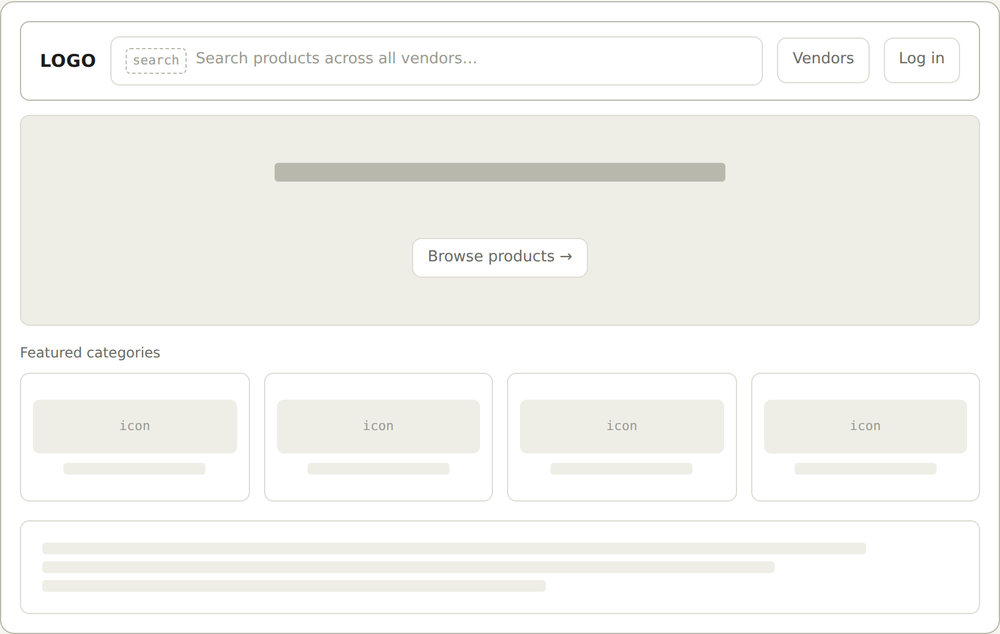 LOGO
search
Search products across all vendors...
Vendors
Log in
Browse products →
Featured categories
icon
icon
icon
icon